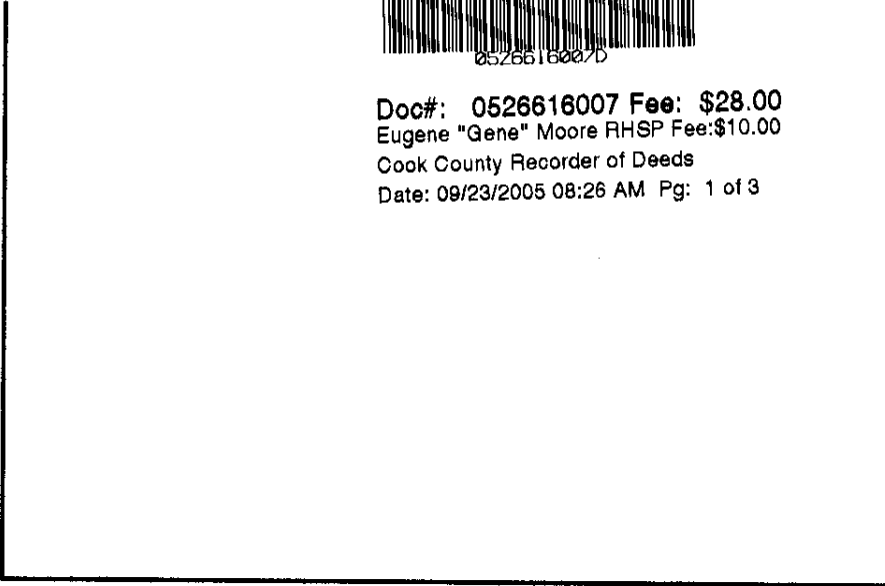 0526616007D
Doc#: 0526616007 Fee: $28.00
Eugene "Gene" Moore RHSP Fee:$10.00
Cook County Recorder of Deeds
Date: 09/23/2005 08:26 AM Pg: 1 of 3